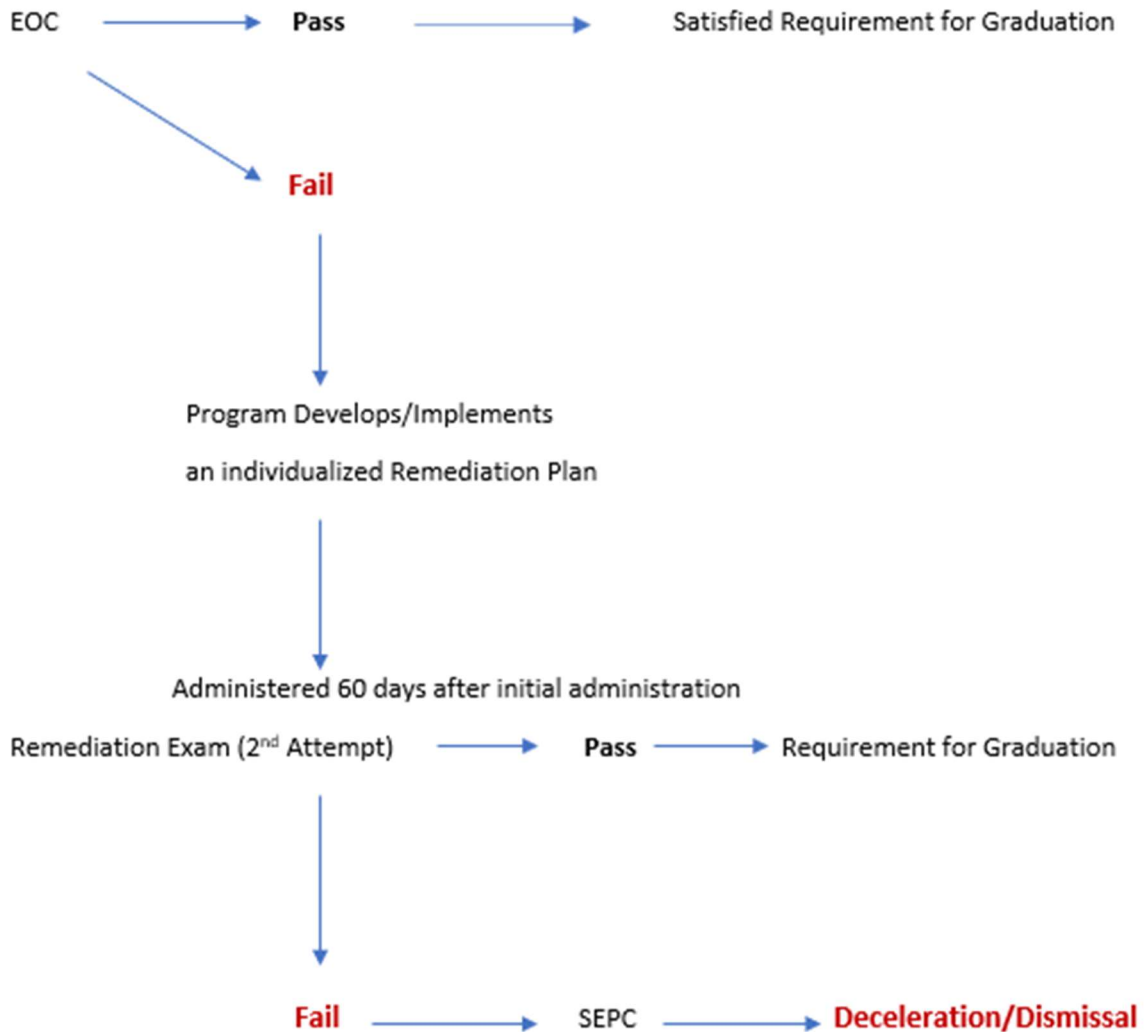 EOC Pass Satisfied Requirement for Graduation
Fail
Program Develops/Implements
an individualized Remediation Plan
Administered 60 days after initial administration
Remediation Exam (2nd Attempt) Pass Requirement for Graduation
Fail SEPC Deceleration/Dismissal